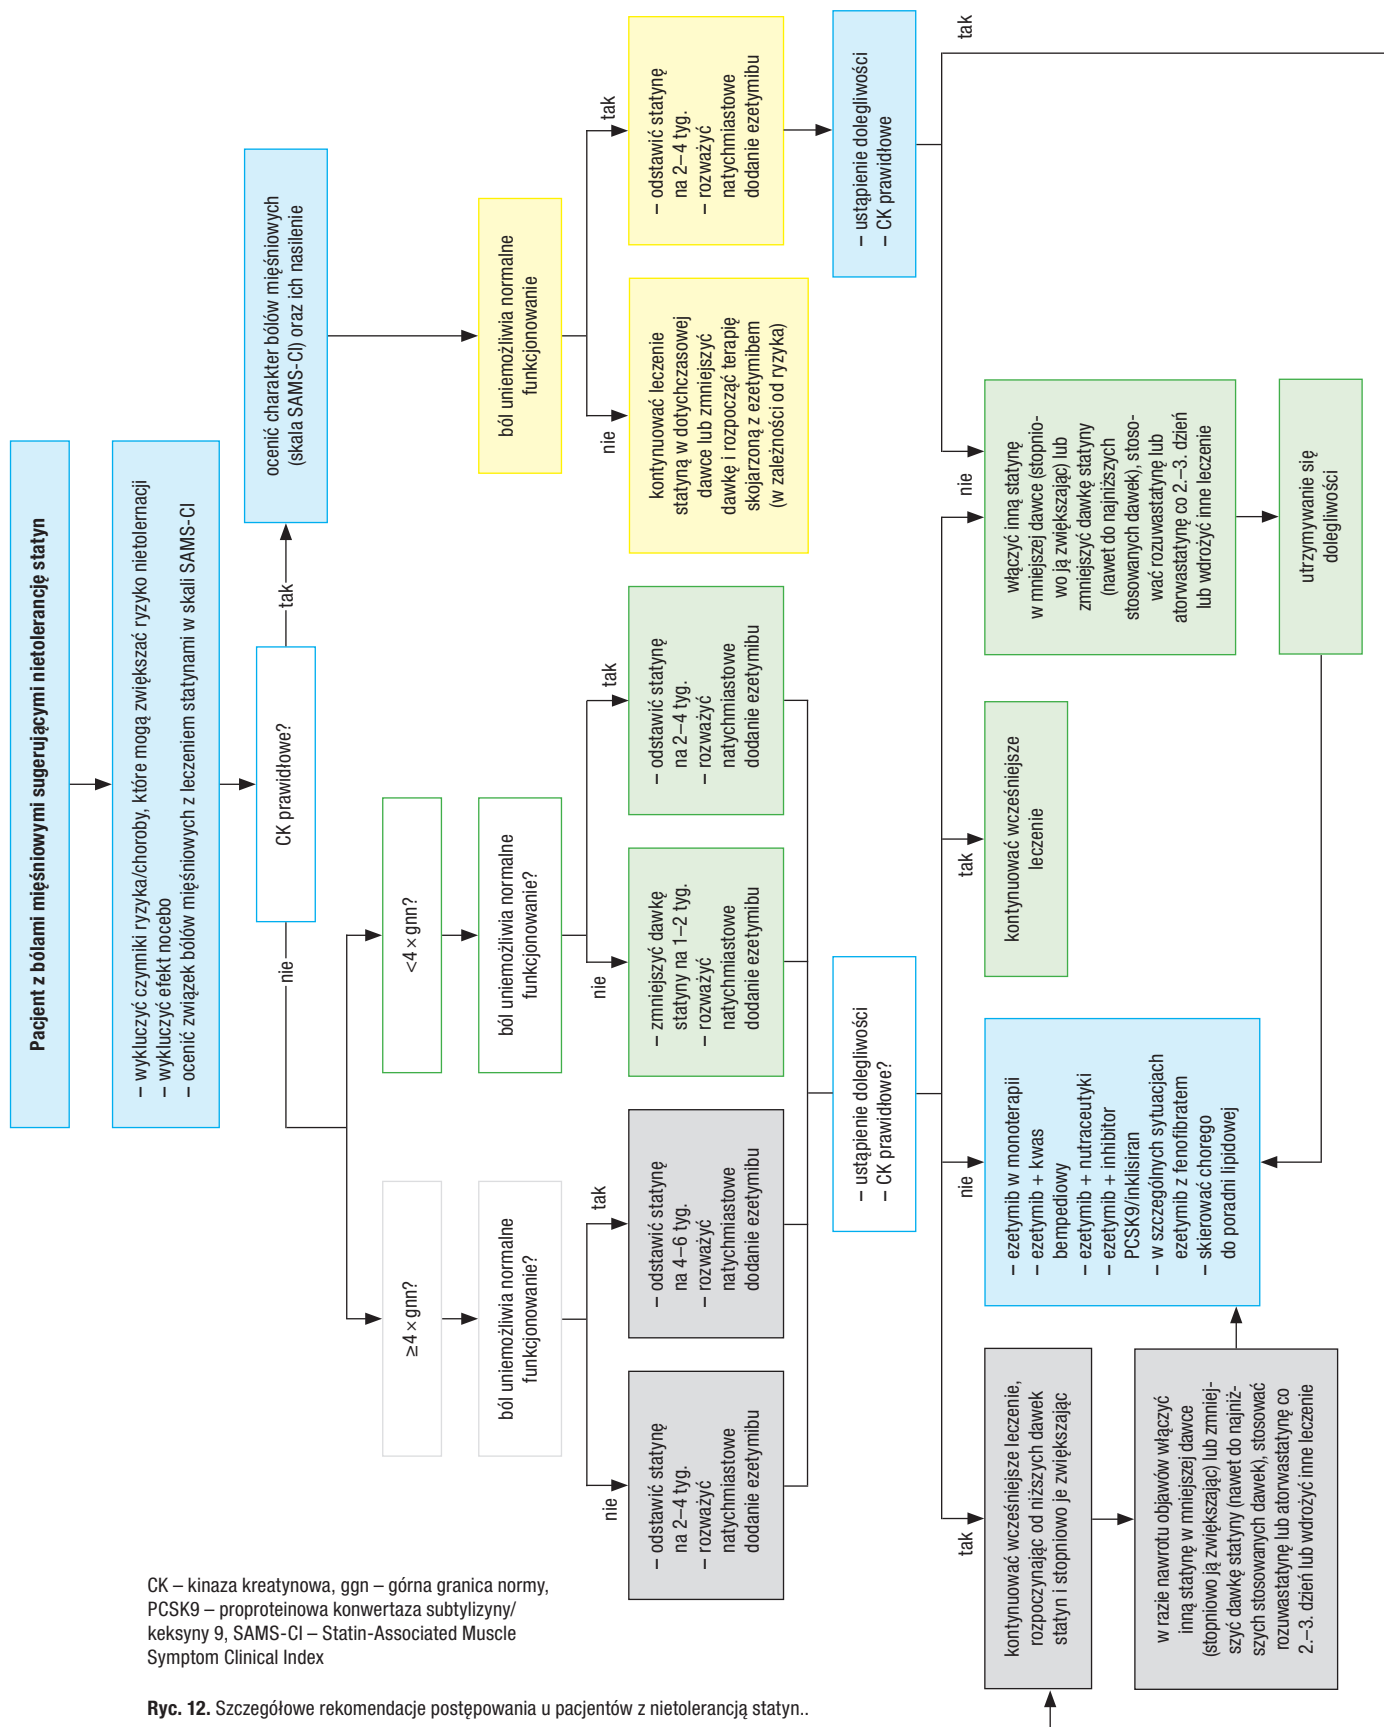 Pacjent z bólami mięśniowymi sugerującymi nietolerancję statyn
– wykluczyć czynniki ryzyka/choroby, które mogą zwiększać ryzyko nietolernacji
– wykluczyć efekt nocebo
– ocenić związek bólów mięśniowych z leczeniem statynami w skali SAMS-CI
CK prawidłowe?
nie
tak
ocenić charakter bólów mięśniowych
(skala SAMS-CI) oraz ich nasilenie
≥4 × gnn?
<4 × gnn?
ból uniemożliwia normalne
funkcjonowanie?
ból uniemożliwia normalne
funkcjonowanie?
ból uniemożliwia normalne
funkcjonowanie
nie
tak
nie
tak
nie
tak
– odstawić statynę
na 2–4 tyg.
– rozważyć
natychmiastowe
dodanie ezetymibu
– odstawić statynę
na 4–6 tyg.
– rozważyć
natychmiastowe
dodanie ezetymibu
– zmniejszyć dawkę
statyny na 1–2 tyg.
– rozważyć
natychmiastowe
dodanie ezetymibu
– odstawić statynę
na 2–4 tyg.
– rozważyć
natychmiastowe
dodanie ezetymibu
kontynuować leczenie
statyną w dotychczasowej
dawce lub zmniejszyć
dawkę i rozpocząć terapię
skojarzoną z ezetymibem
(w zależności od ryzyka)
– odstawić statynę
na 2–4 tyg.
– rozważyć
natychmiastowe
dodanie ezetymibu
– ustąpienie dolegliwości
– CK prawidłowe?
– ustąpienie dolegliwości
– CK prawidłowe
tak
nie
tak
nie
tak
kontynuować wcześniejsze leczenie,
rozpoczynając od niższych dawek
statyn i stopniowo je zwiększając
– ezetymib w monoterapii
– ezetymib + kwas
bempediowy
– ezetymib + nutraceutyki
– ezetymib + inhibitor
PCSK9/inklisiran
– w szczególnych sytuacjach
ezetymib z fenofibratem
– skierować chorego
do poradni lipidowej
kontynuować wcześniejsze
leczenie
włączyć inną statynę
w mniejszej dawce (stopnio-
wo ją zwiększając) lub
zmniejszyć dawkę statyny
(nawet do najniższych
stosowanych dawek), stoso-
wać rozuwastatynę lub
atorwastatynę co 2.–3. dzień
lub wdrożyć inne leczenie
w razie nawrotu objawów włączyć
inną statynę w mniejszej dawce
(stopniowo ją zwiększając) lub zmniej-
szyć dawkę statyny (nawet do najniż-
szych stosowanych dawek), stosować
rozuwastatynę lub atorwastatynę co
2.–3. dzień lub wdrożyć inne leczenie
utrzymywanie się
dolegliwości
CK – kinaza kreatynowa, ggn – górna granica normy,
PCSK9 – proproteinowa konwertaza subtylizyny/
keksyny 9, SAMS-CI – Statin-Associated Muscle
Symptom Clinical Index
Ryc. 12. Szczegółowe rekomendacje postępowania u pacjentów z nietolerancją statyn..